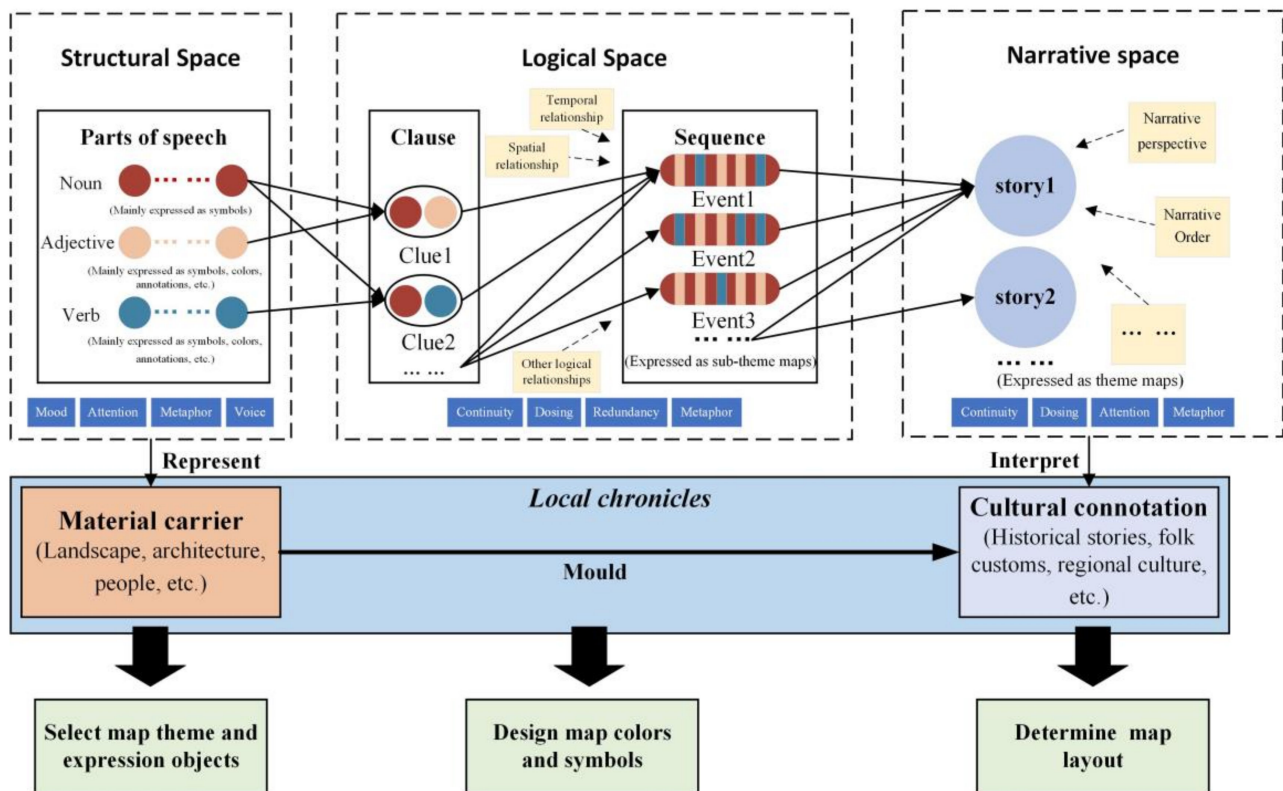 Structural Space
Parts of speech
Noun
(Mainly expressed as symbols)
Adjective
(Mainly expressed as symbols, colors,
annotations, etc.)
Verb
(Mainly expressed as symbols, colors,
annotations, etc.)
Mood
Attention
Metaphor
Voice
Logical Space
Clause
Clue1
Clue2
... ...
Temporal
relationship
Spatial
relationship
Other logical
relationships
Sequence
Event1
Event2
Event3
... ...
(Expressed as sub-theme maps)
Continuity
Dosing
Redundancy
Metaphor
Narrative space
story1
story2
... ...
(Expressed as theme maps)
Narrative
perspective
Narrative
Order
... ...
Continuity
Dosing
Attention
Metaphor
Represent
Interpret
Local chronicles
Material carrier
(Landscape, architecture,
people, etc.)
Mould
Cultural connotation
(Historical stories, folk
customs, regional culture,
etc.)
Select map theme and
expression objects
Design map colors
and symbols
Determine map
layout